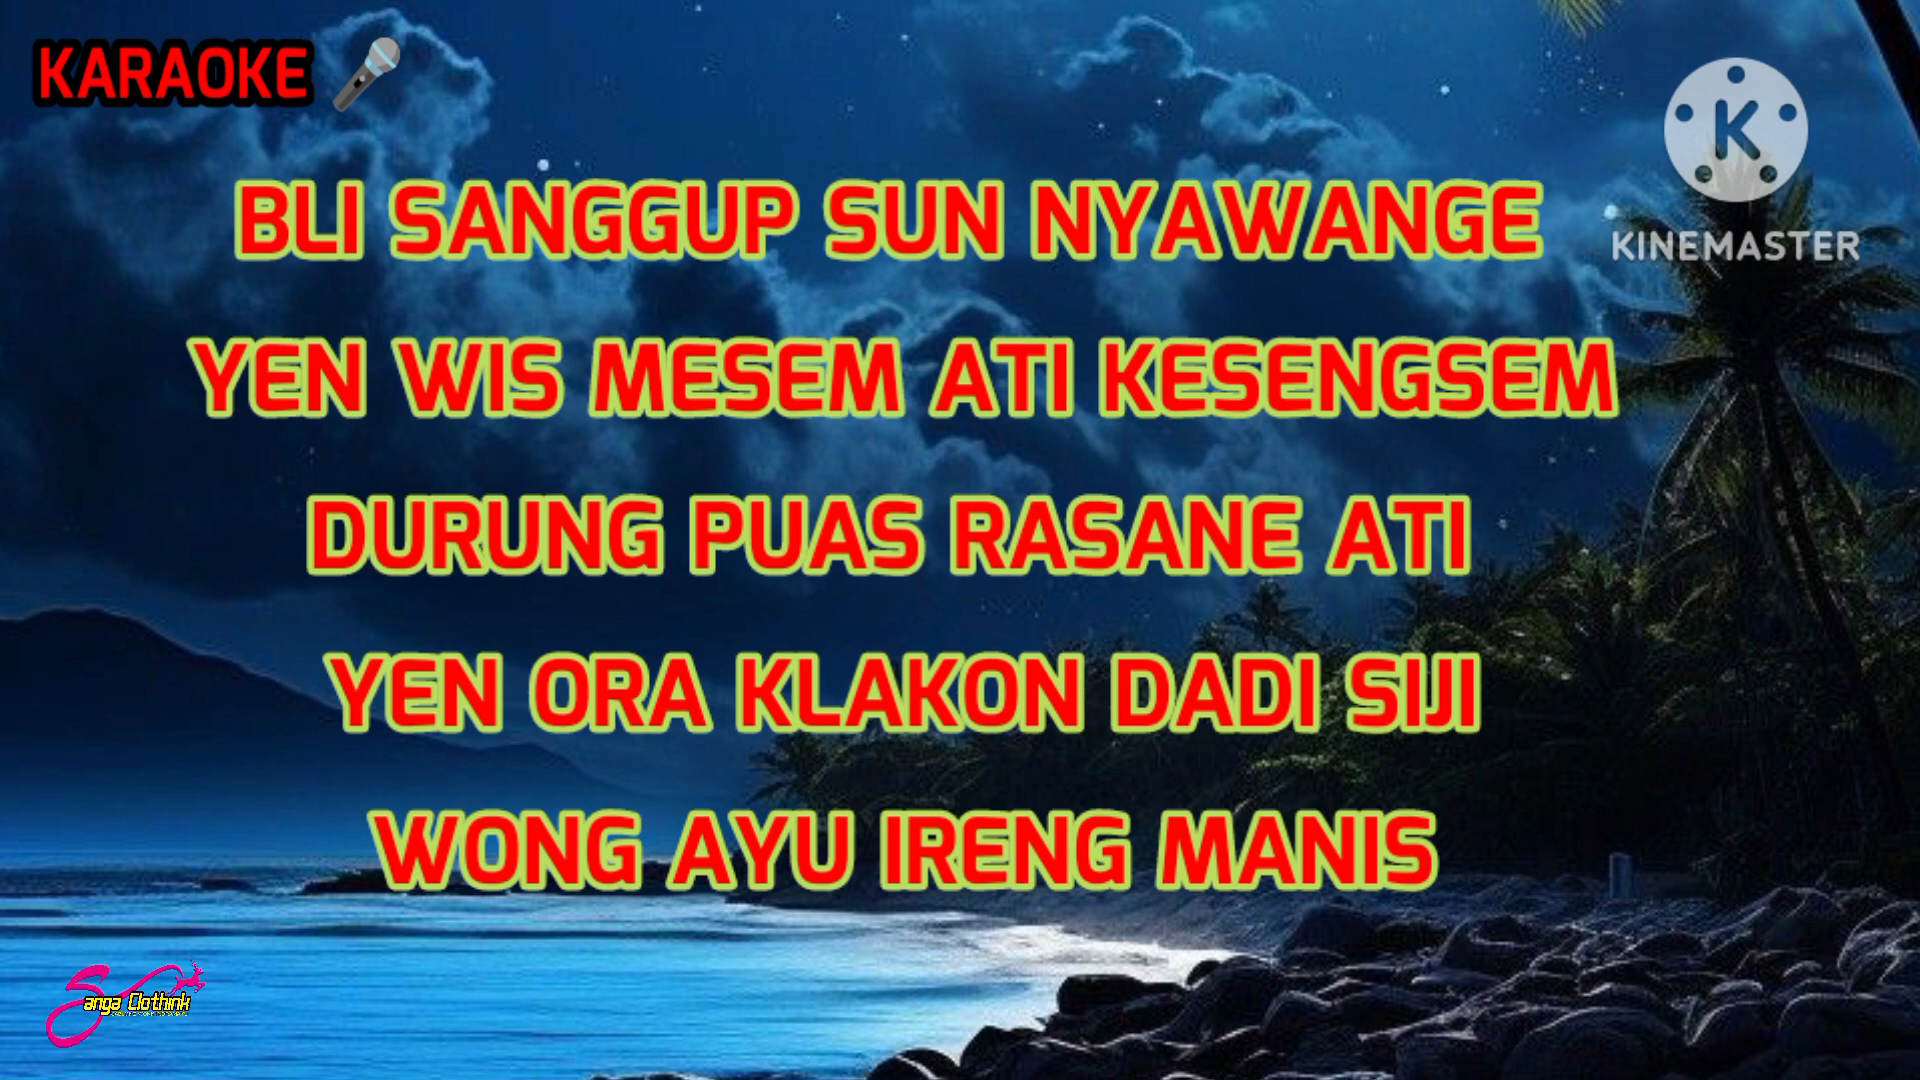 KARAOKE
K
KINEMASTER
BLI SANGGUP SUN NYAWANGE
YEN WIS MESEM ATI KESENGSEM
DURUNG PUAS RASANE ATI
YEN ORA KLAKON DADI SIJI
WONG AYU IRENG MANIS
Sanga Clothink